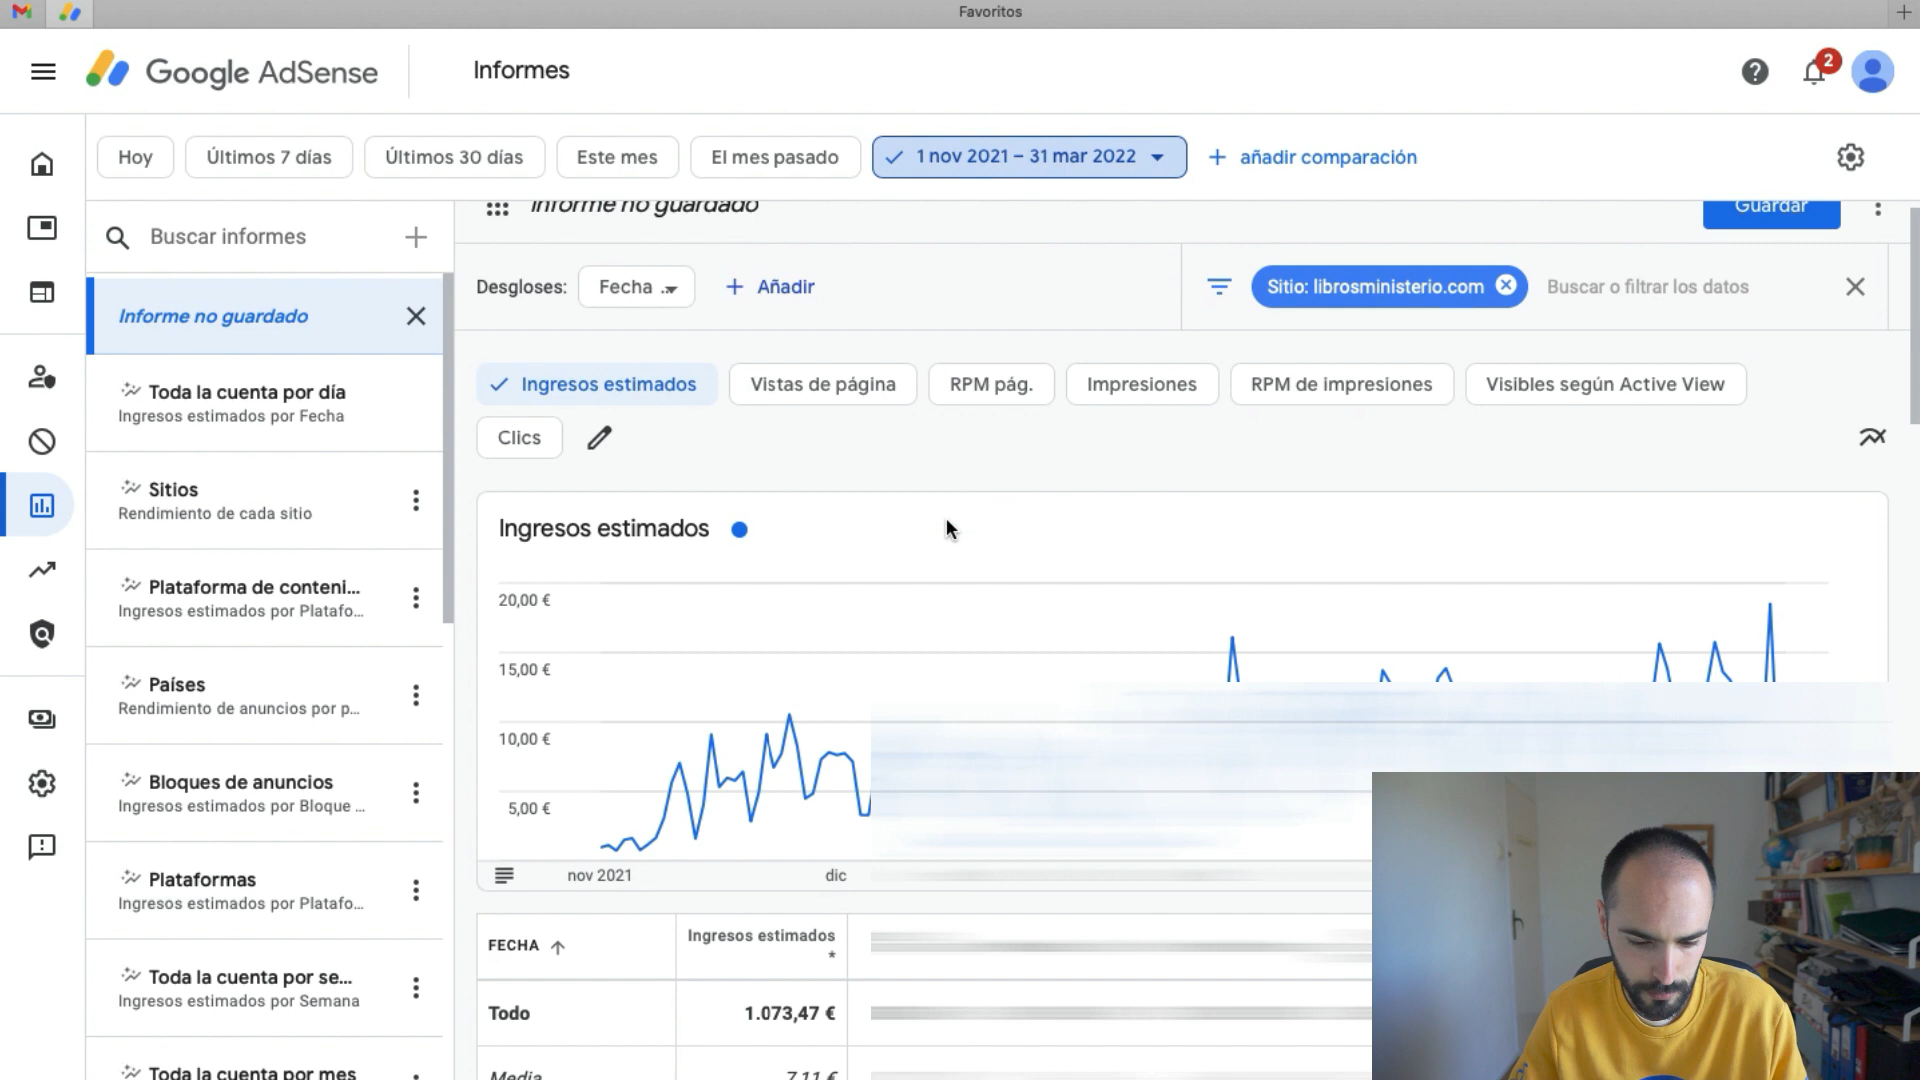 Favoritos
Google AdSense
Informes
2
Hoy
Últimos 7 días
Últimos 30 días
Este mes
El mes pasado
1 nov 2021 – 31 mar 2022
añadir comparación
Buscar informes
Informe no guardado
Guardar
Desgloses:
Fecha
Añadir
Sitio: librosministerio.com
Buscar o filtrar los datos
Informe no guardado
Toda la cuenta por día
Ingresos estimados por Fecha
Sitios
Rendimiento de cada sitio
Plataforma de conteni...
Ingresos estimados por Platafo...
Países
Rendimiento de anuncios por p...
Bloques de anuncios
Ingresos estimados por Bloque ...
Plataformas
Ingresos estimados por Platafo...
Toda la cuenta por se...
Ingresos estimados por Semana
Toda la cuenta por mes
Ingresos estimados
Vistas de página
RPM pág.
Impresiones
RPM de impresiones
Visibles según Active View
Clics
Ingresos estimados
20,00 €
15,00 €
10,00 €
5,00 €
nov 2021
dic
FECHA
Ingresos estimados
*
Todo
1.073,47 €
Media
7,11 €